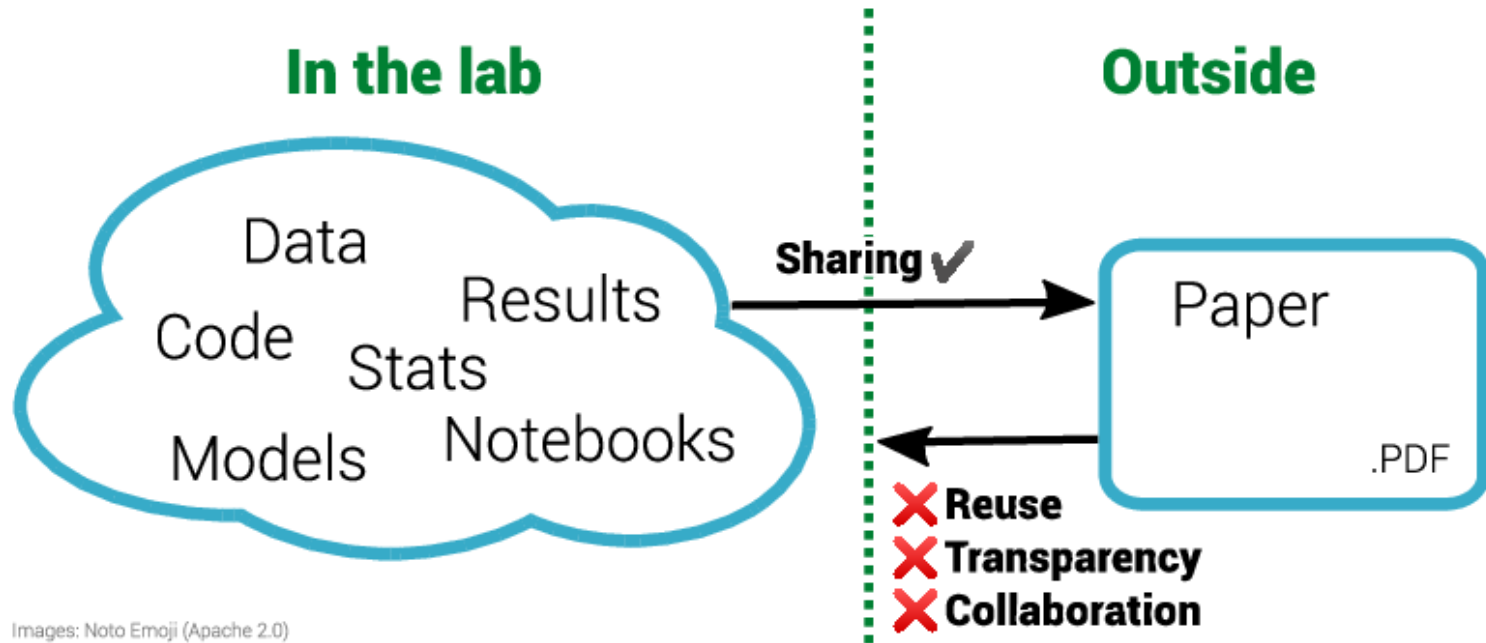 In the lab
Outside
Data
Results
Code
Stats
Models
Notebooks
Sharing ✔
Paper
.PDF
❌ Reuse
❌ Transparency
❌ Collaboration
Images: Noto Emoji (Apache 2.0)